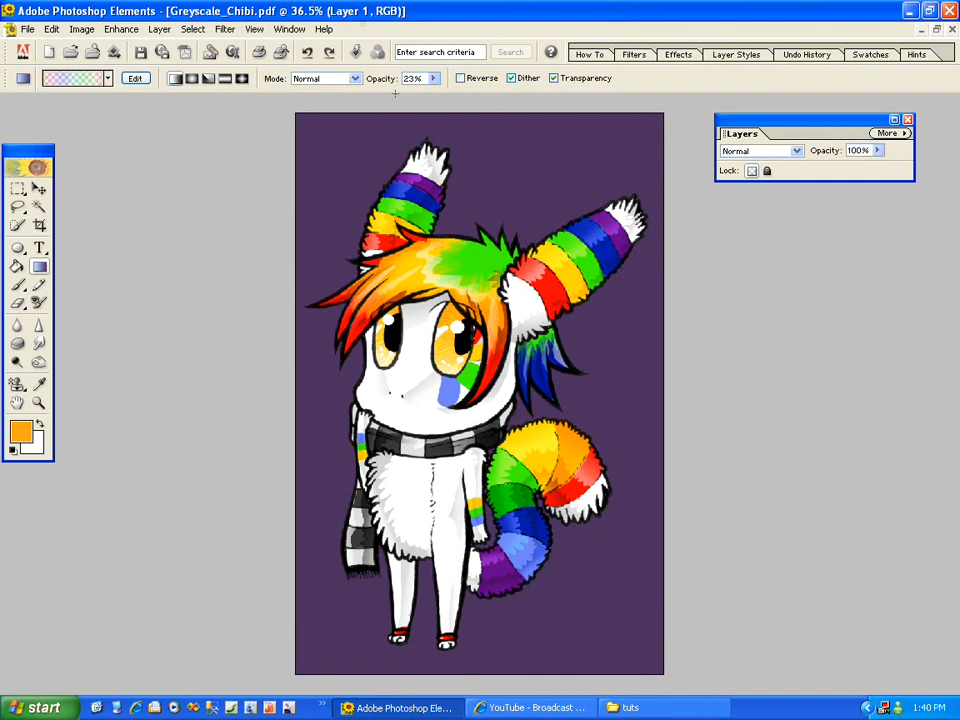 Adobe Photoshop Elements - [Greyscale_Chibi.pdf @ 36.5% (Layer 1, RGB)]
File Edit Image Enhance Layer Select Filter View Window Help
Enter search criteria Search How To Filters Effects Layer Styles Undo History Swatches Hints
Edit Mode: Normal Opacity: 23% Reverse Dither Transparency
Layers More
Normal Opacity: 100%
Lock:
T
start Adobe Photoshop Ele... YouTube - Broadcast ... tuts 1:40 PM